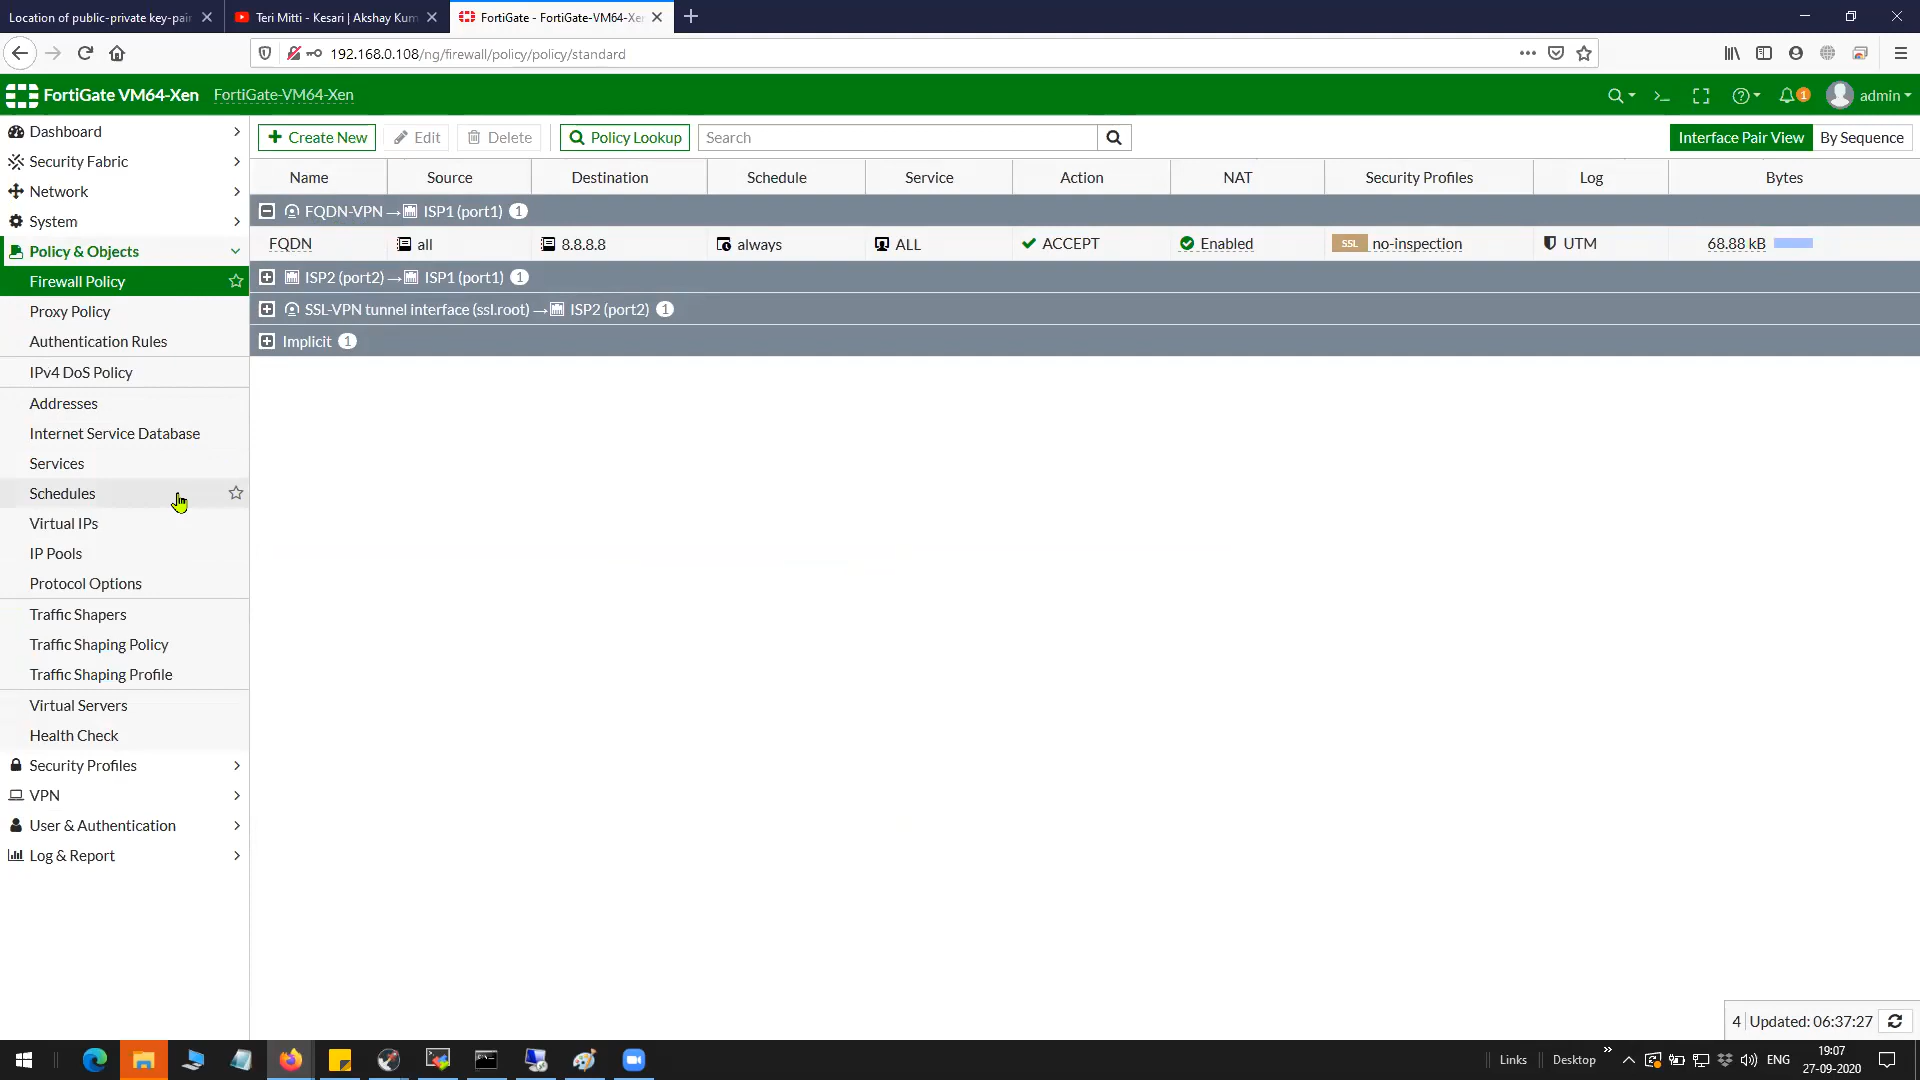 Location of public-private key-pair
Teri Mitti - Kesari | Akshay Kum
FortiGate - FortiGate-VM64-Xen
192.168.0.108/ng/firewall/policy/policy/standard
FortiGate VM64-Xen FortiGate-VM64-Xen
1 admin
Dashboard
Security Fabric
Network
System
Policy & Objects
Firewall Policy
Proxy Policy
Authentication Rules
IPv4 DoS Policy
Addresses
Internet Service Database
Services
Schedules
Virtual IPs
IP Pools
Protocol Options
Traffic Shapers
Traffic Shaping Policy
Traffic Shaping Profile
Virtual Servers
Health Check
Security Profiles
VPN
User & Authentication
Log & Report
Create New Edit Delete Policy Lookup Search Interface Pair View By Sequence
Name Source Destination Schedule Service Action NAT Security Profiles Log Bytes
FQDN-VPN → ISP1 (port1) 1
FQDN all 8.8.8.8 always ALL ACCEPT Enabled SSL no-inspection UTM 68.88 kB
ISP2 (port2) → ISP1 (port1) 1
SSL-VPN tunnel interface (ssl.root) → ISP2 (port2) 1
Implicit 1
4 Updated: 06:37:27
Links Desktop » ENG
19:07
27-09-2020